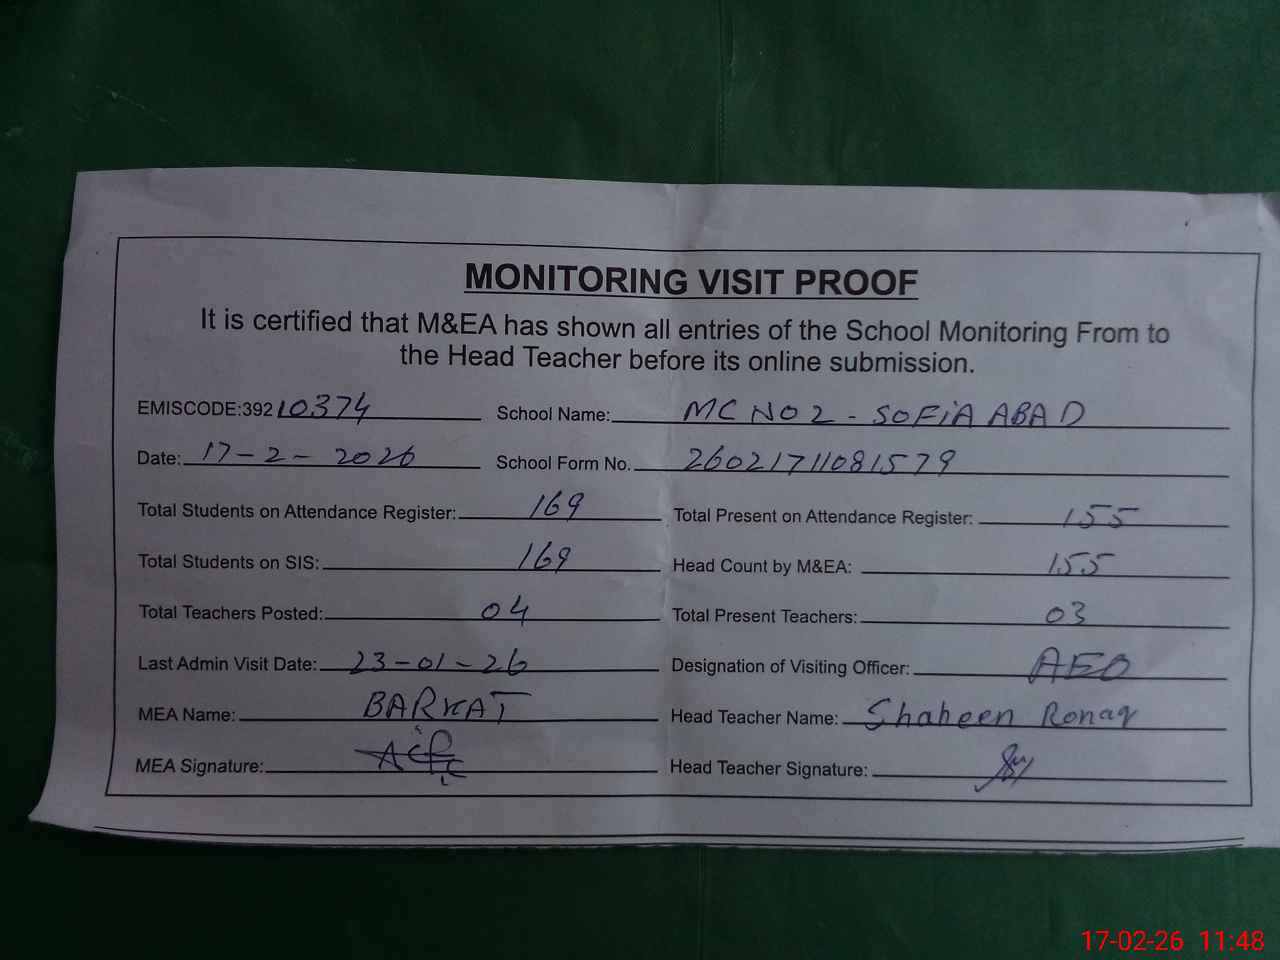 MONITORING VISIT PROOF
It is certified that M&EA has shown all entries of the School Monitoring From to
the Head Teacher before its online submission.
EMISCODE:39210374 School Name: MC NO 2 - SOFIA ABAD
Date: 17-2-2026 School Form No. 26021711081579
Total Students on Attendance Register: 169 Total Present on Attendance Register: 155
Total Students on SIS: 169 Head Count by M&EA: 155
Total Teachers Posted: 04 Total Present Teachers: 03
Last Admin Visit Date: 23-01-26 Designation of Visiting Officer: AEO
MEA Name: BARKAT Head Teacher Name: Shaheen Ronaq
MEA Signature: Head Teacher Signature:
17-02-26 11:48